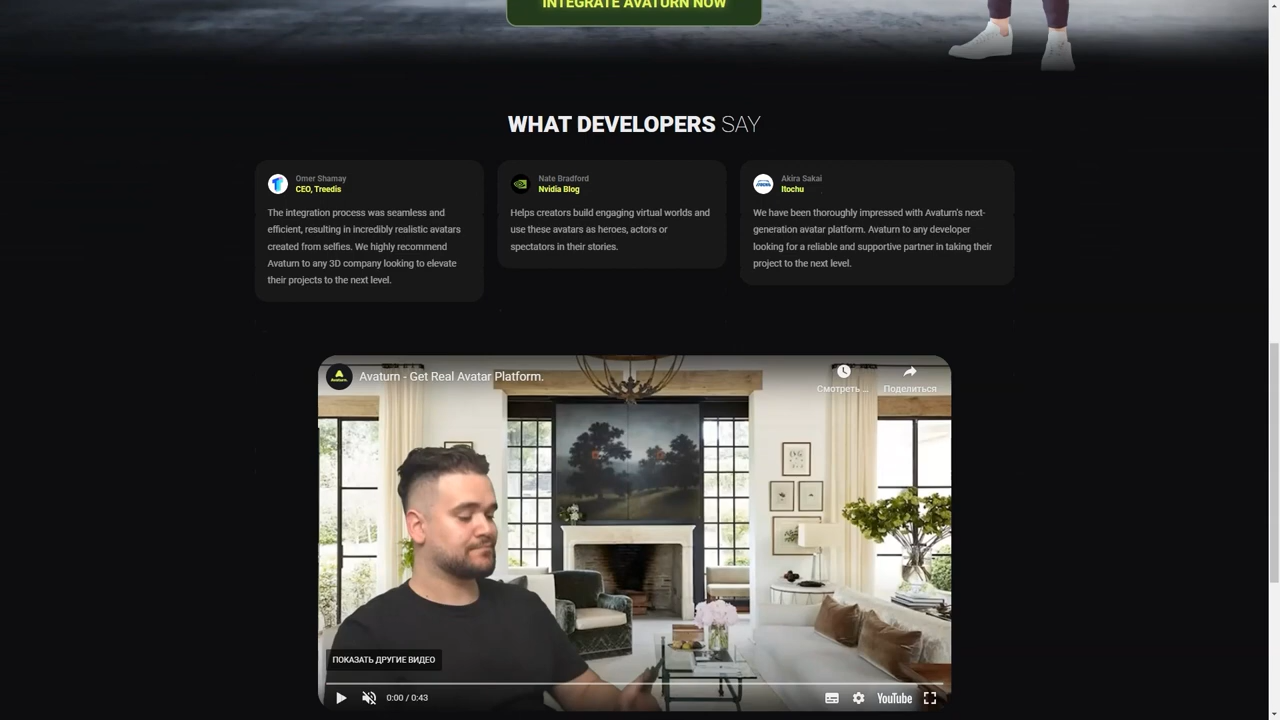 INTEGRATE AVATURN NOW
WHAT DEVELOPERS SAY
Omer Shamay
CEO, Treedis
The integration process was seamless and
efficient, resulting in incredibly realistic avatars
created from selfies. We highly recommend
Avaturn to any 3D company looking to elevate
their projects to the next level.
Nate Bradford
Nvidia Blog
Helps creators build engaging virtual worlds and
use these avatars as heroes, actors or
spectators in their stories.
Akira Sakai
Itochu
We have been thoroughly impressed with Avaturn's next-
generation avatar platform. Avaturn to any developer
looking for a reliable and supportive partner in taking their
project to the next level.
Avaturn.
Avaturn - Get Real Avatar Platform.
Смотреть ...
Поделиться
ПОКАЗАТЬ ДРУГИЕ ВИДЕО
0:00 / 0:43
YouTube